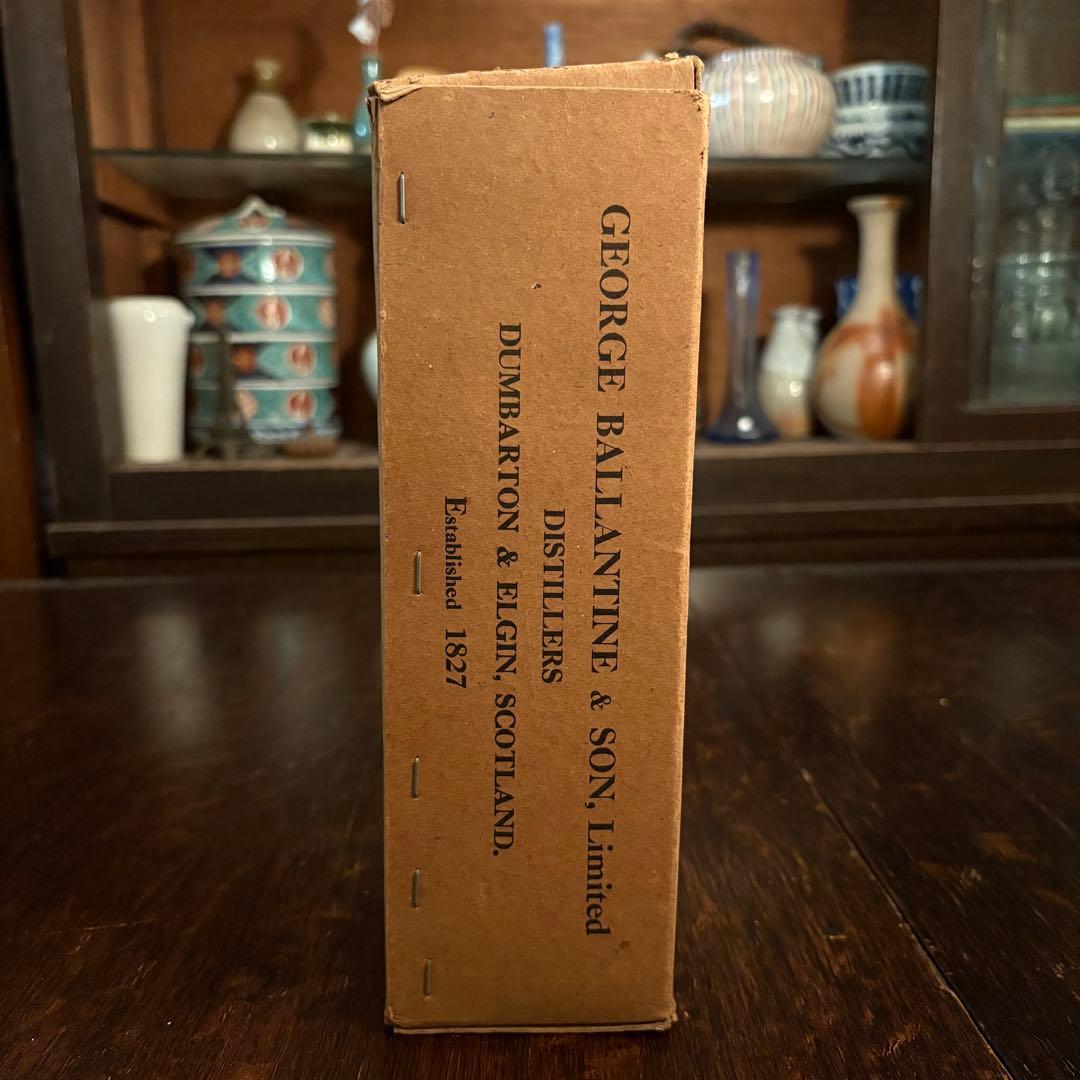 GEORGE BALLANTINE & SON, Limited
DISTILLERS
DUMBARTON & ELGIN, SCOTLAND.
Established 1827